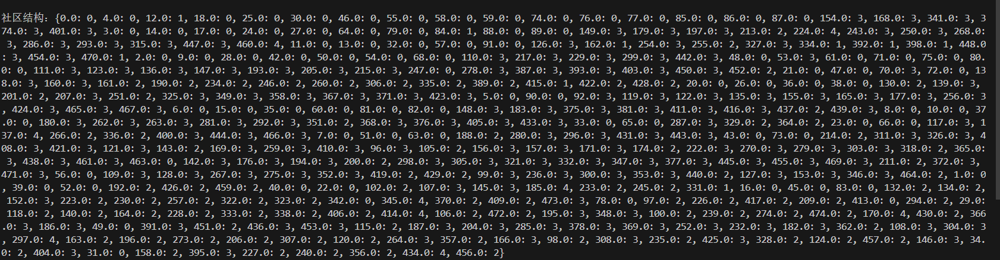 社区结构: {0.0: 0, 4.0: 0, 12.0: 1, 18.0: 0, 25.0: 0, 30.0: 0, 46.0: 0, 55.0: 0, 58.0: 0, 59.0: 0, 74.0: 0, 76.0: 0, 77.0: 0, 85.0: 0, 86.0: 0, 87.0: 0, 154.0: 3, 168.0: 3, 341.0: 3, 3
74.0: 3, 401.0: 3, 3.0: 0, 14.0: 0, 17.0: 0, 24.0: 0, 27.0: 0, 64.0: 0, 79.0: 0, 84.0: 1, 88.0: 0, 89.0: 0, 149.0: 3, 179.0: 3, 197.0: 3, 213.0: 2, 224.0: 4, 243.0: 3, 250.0: 3, 268.0:
 3, 286.0: 3, 293.0: 3, 315.0: 3, 447.0: 3, 460.0: 4, 11.0: 0, 13.0: 0, 32.0: 0, 57.0: 0, 91.0: 0, 126.0: 3, 162.0: 1, 254.0: 3, 255.0: 2, 327.0: 3, 334.0: 1, 392.0: 1, 398.0: 1, 448.0
: 3, 454.0: 3, 470.0: 1, 2.0: 0, 9.0: 0, 28.0: 0, 42.0: 0, 50.0: 0, 54.0: 0, 68.0: 0, 110.0: 3, 217.0: 3, 229.0: 3, 299.0: 3, 442.0: 3, 48.0: 0, 53.0: 3, 61.0: 0, 71.0: 0, 75.0: 0, 80.
0: 0, 111.0: 3, 123.0: 3, 136.0: 3, 147.0: 3, 193.0: 3, 205.0: 3, 215.0: 3, 247.0: 0, 278.0: 3, 387.0: 3, 393.0: 3, 403.0: 3, 450.0: 3, 452.0: 2, 21.0: 0, 47.0: 0, 70.0: 3, 72.0: 0, 13
8.0: 3, 160.0: 3, 161.0: 2, 190.0: 2, 234.0: 2, 246.0: 2, 260.0: 2, 306.0: 2, 335.0: 2, 389.0: 2, 415.0: 1, 422.0: 2, 428.0: 2, 20.0: 0, 26.0: 0, 36.0: 0, 38.0: 0, 130.0: 2, 139.0: 3,
201.0: 2, 207.0: 3, 251.0: 2, 325.0: 3, 349.0: 3, 358.0: 3, 367.0: 3, 371.0: 3, 423.0: 3, 5.0: 0, 90.0: 0, 92.0: 3, 119.0: 3, 122.0: 3, 135.0: 3, 155.0: 3, 165.0: 3, 177.0: 3, 256.0: 3
, 424.0: 3, 465.0: 3, 467.0: 3, 6.0: 0, 15.0: 0, 35.0: 0, 60.0: 0, 81.0: 0, 82.0: 0, 148.0: 3, 183.0: 3, 375.0: 3, 381.0: 3, 411.0: 3, 416.0: 3, 437.0: 2, 439.0: 3, 8.0: 0, 10.0: 0, 37
.0: 0, 180.0: 3, 262.0: 3, 263.0: 3, 281.0: 3, 292.0: 3, 351.0: 2, 368.0: 3, 376.0: 3, 405.0: 3, 433.0: 3, 33.0: 0, 65.0: 0, 287.0: 3, 329.0: 2, 364.0: 2, 23.0: 0, 66.0: 0, 117.0: 3, 1
37.0: 4, 266.0: 2, 336.0: 2, 400.0: 3, 444.0: 3, 466.0: 3, 7.0: 0, 51.0: 0, 63.0: 0, 188.0: 2, 280.0: 3, 296.0: 3, 431.0: 3, 443.0: 3, 43.0: 0, 73.0: 0, 214.0: 2, 311.0: 3, 326.0: 3, 4
08.0: 3, 421.0: 3, 121.0: 3, 143.0: 2, 169.0: 3, 259.0: 3, 410.0: 3, 96.0: 3, 105.0: 2, 156.0: 3, 157.0: 3, 171.0: 3, 174.0: 2, 222.0: 3, 270.0: 3, 279.0: 3, 303.0: 3, 318.0: 2, 365.0:
 3, 438.0: 3, 461.0: 3, 463.0: 0, 142.0: 3, 176.0: 3, 194.0: 3, 200.0: 2, 298.0: 3, 305.0: 3, 321.0: 3, 332.0: 3, 347.0: 3, 377.0: 3, 445.0: 3, 455.0: 3, 469.0: 3, 211.0: 2, 372.0: 3,
471.0: 3, 56.0: 0, 109.0: 3, 128.0: 3, 267.0: 3, 275.0: 3, 352.0: 3, 419.0: 2, 429.0: 2, 99.0: 3, 236.0: 3, 300.0: 3, 353.0: 3, 440.0: 2, 127.0: 3, 153.0: 3, 346.0: 3, 464.0: 2, 1.0: 0
, 39.0: 0, 52.0: 0, 192.0: 2, 426.0: 2, 459.0: 2, 40.0: 0, 22.0: 0, 102.0: 2, 107.0: 3, 145.0: 3, 185.0: 4, 233.0: 2, 245.0: 2, 331.0: 1, 16.0: 0, 45.0: 0, 83.0: 0, 132.0: 2, 134.0: 2,
 152.0: 3, 223.0: 2, 230.0: 2, 257.0: 2, 322.0: 2, 323.0: 2, 342.0: 0, 345.0: 4, 370.0: 2, 409.0: 2, 473.0: 3, 78.0: 0, 97.0: 2, 226.0: 2, 417.0: 2, 209.0: 2, 413.0: 0, 294.0: 2, 29.0:
 118.0: 2, 140.0: 2, 164.0: 2, 228.0: 2, 333.0: 2, 338.0: 2, 406.0: 2, 414.0: 4, 106.0: 2, 472.0: 2, 195.0: 3, 348.0: 3, 100.0: 2, 239.0: 2, 274.0: 2, 474.0: 2, 170.0: 4, 430.0: 2, 366
.0: 3, 186.0: 3, 49.0: 0, 391.0: 3, 451.0: 2, 436.0: 3, 453.0: 3, 115.0: 2, 187.0: 3, 204.0: 3, 285.0: 3, 378.0: 3, 369.0: 3, 252.0: 3, 232.0: 3, 182.0: 3, 362.0: 2, 108.0: 3, 304.0: 3
, 297.0: 4, 163.0: 2, 196.0: 2, 273.0: 2, 206.0: 2, 307.0: 2, 120.0: 2, 264.0: 3, 357.0: 2, 166.0: 3, 98.0: 2, 308.0: 3, 235.0: 2, 425.0: 3, 328.0: 2, 124.0: 2, 457.0: 2, 146.0: 3, 34.
0: 2, 404.0: 3, 31.0: 0, 158.0: 2, 395.0: 3, 227.0: 2, 240.0: 2, 356.0: 2, 434.0: 4, 456.0: 2}